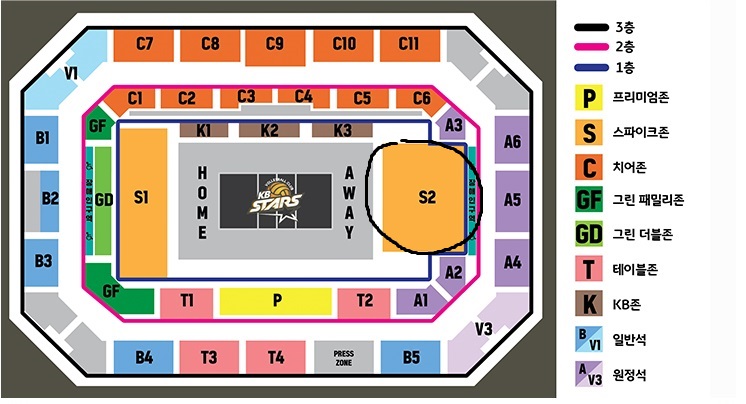 C7 C8 C9 C10 C11
V1
C1 C2 C3 C4 C5 C6
GF A3
K1 K2 K3
B1 A6
HOME AWAY
B2 GD S1 KB STARS S2 A5
B3 A4
GF A2
T1 P T2 A1
V3
B4 T3 T4 PRESS ZONE B5
3층
2층
1층
P 프리미엄존
S 스파이크존
C 치어존
GF 그린 패밀리존
GD 그린 더블존
T 테이블존
K KB존
B V1 일반석
A V3 원정석